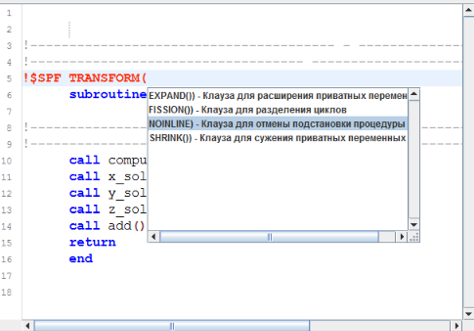 1
2
3 !
4 !
5 !$SPF TRANSFORM(
6 subroutine
7
8 !
9 !
10 call compu
11 call x_sol
12 call y_sol
13 call z_sol
14 call add()
15 return
16 end
17
18
EXPAND()) - Клауза для расширения приватных перемен
FISSION()) - Клауза для разделения циклов
NOINLINE) - Клауза для отмены подстановки процедуры
SHRINK()) - Клауза для сужения приватных переменных